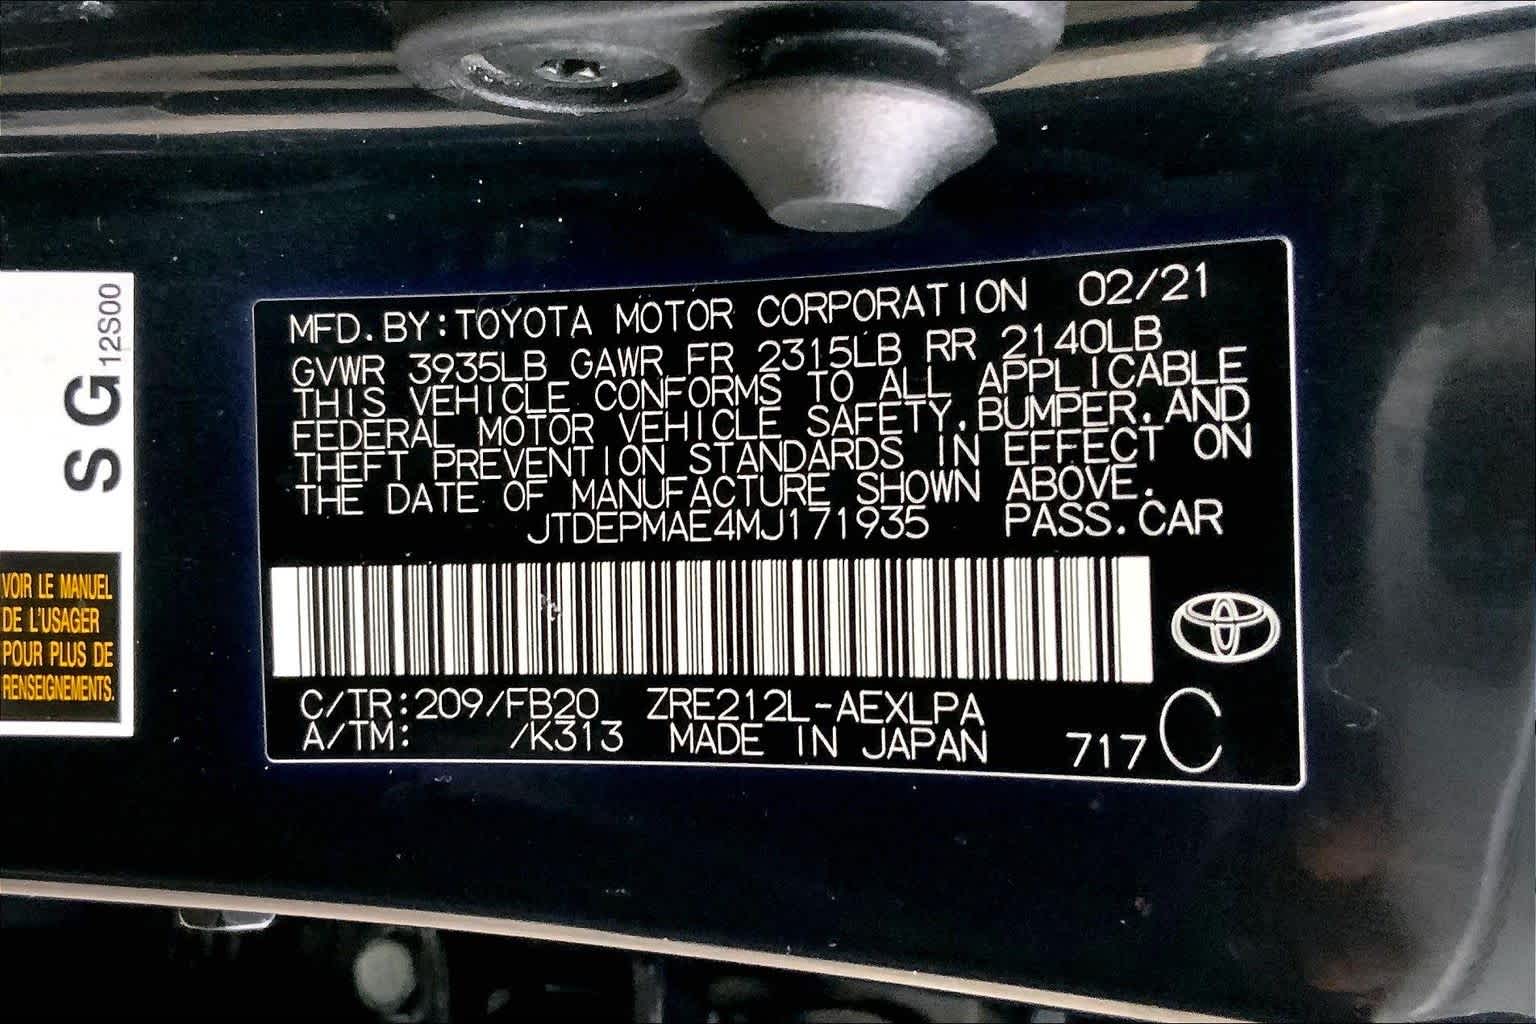 SG 12S00
VOIR LE MANUEL
DE L'USAGER
POUR PLUS DE
RENSEIGNEMENTS.
MFD.BY:TOYOTA MOTOR CORPORATION 02/21
GVWR 3935LB GAWR FR 2315LB RR 2140LB
THIS VEHICLE CONFORMS TO ALL APPLICABLE
FEDERAL MOTOR VEHICLE SAFETY,BUMPER,AND
THEFT PREVENTION STANDARDS IN EFFECT ON
THE DATE OF MANUFACTURE SHOWN ABOVE.
JTDEPMAE4MJ171935 PASS.CAR
C/TR:209/FB20 ZRE212L-AEXLPA
A/TM: /K313 MADE IN JAPAN 717 C